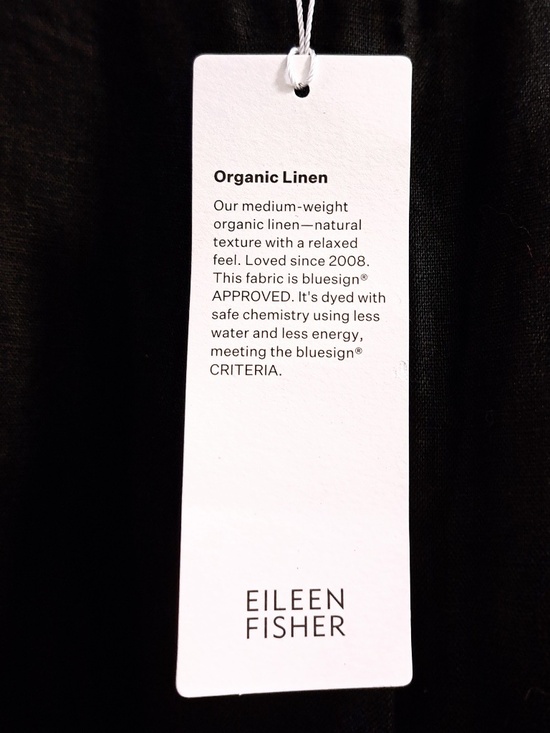 Organic Linen
Our medium-weight
organic linen—natural
texture with a relaxed
feel. Loved since 2008.
This fabric is bluesign®
APPROVED. It's dyed with
safe chemistry using less
water and less energy,
meeting the bluesign®
CRITERIA.
EILEEN
FISHER